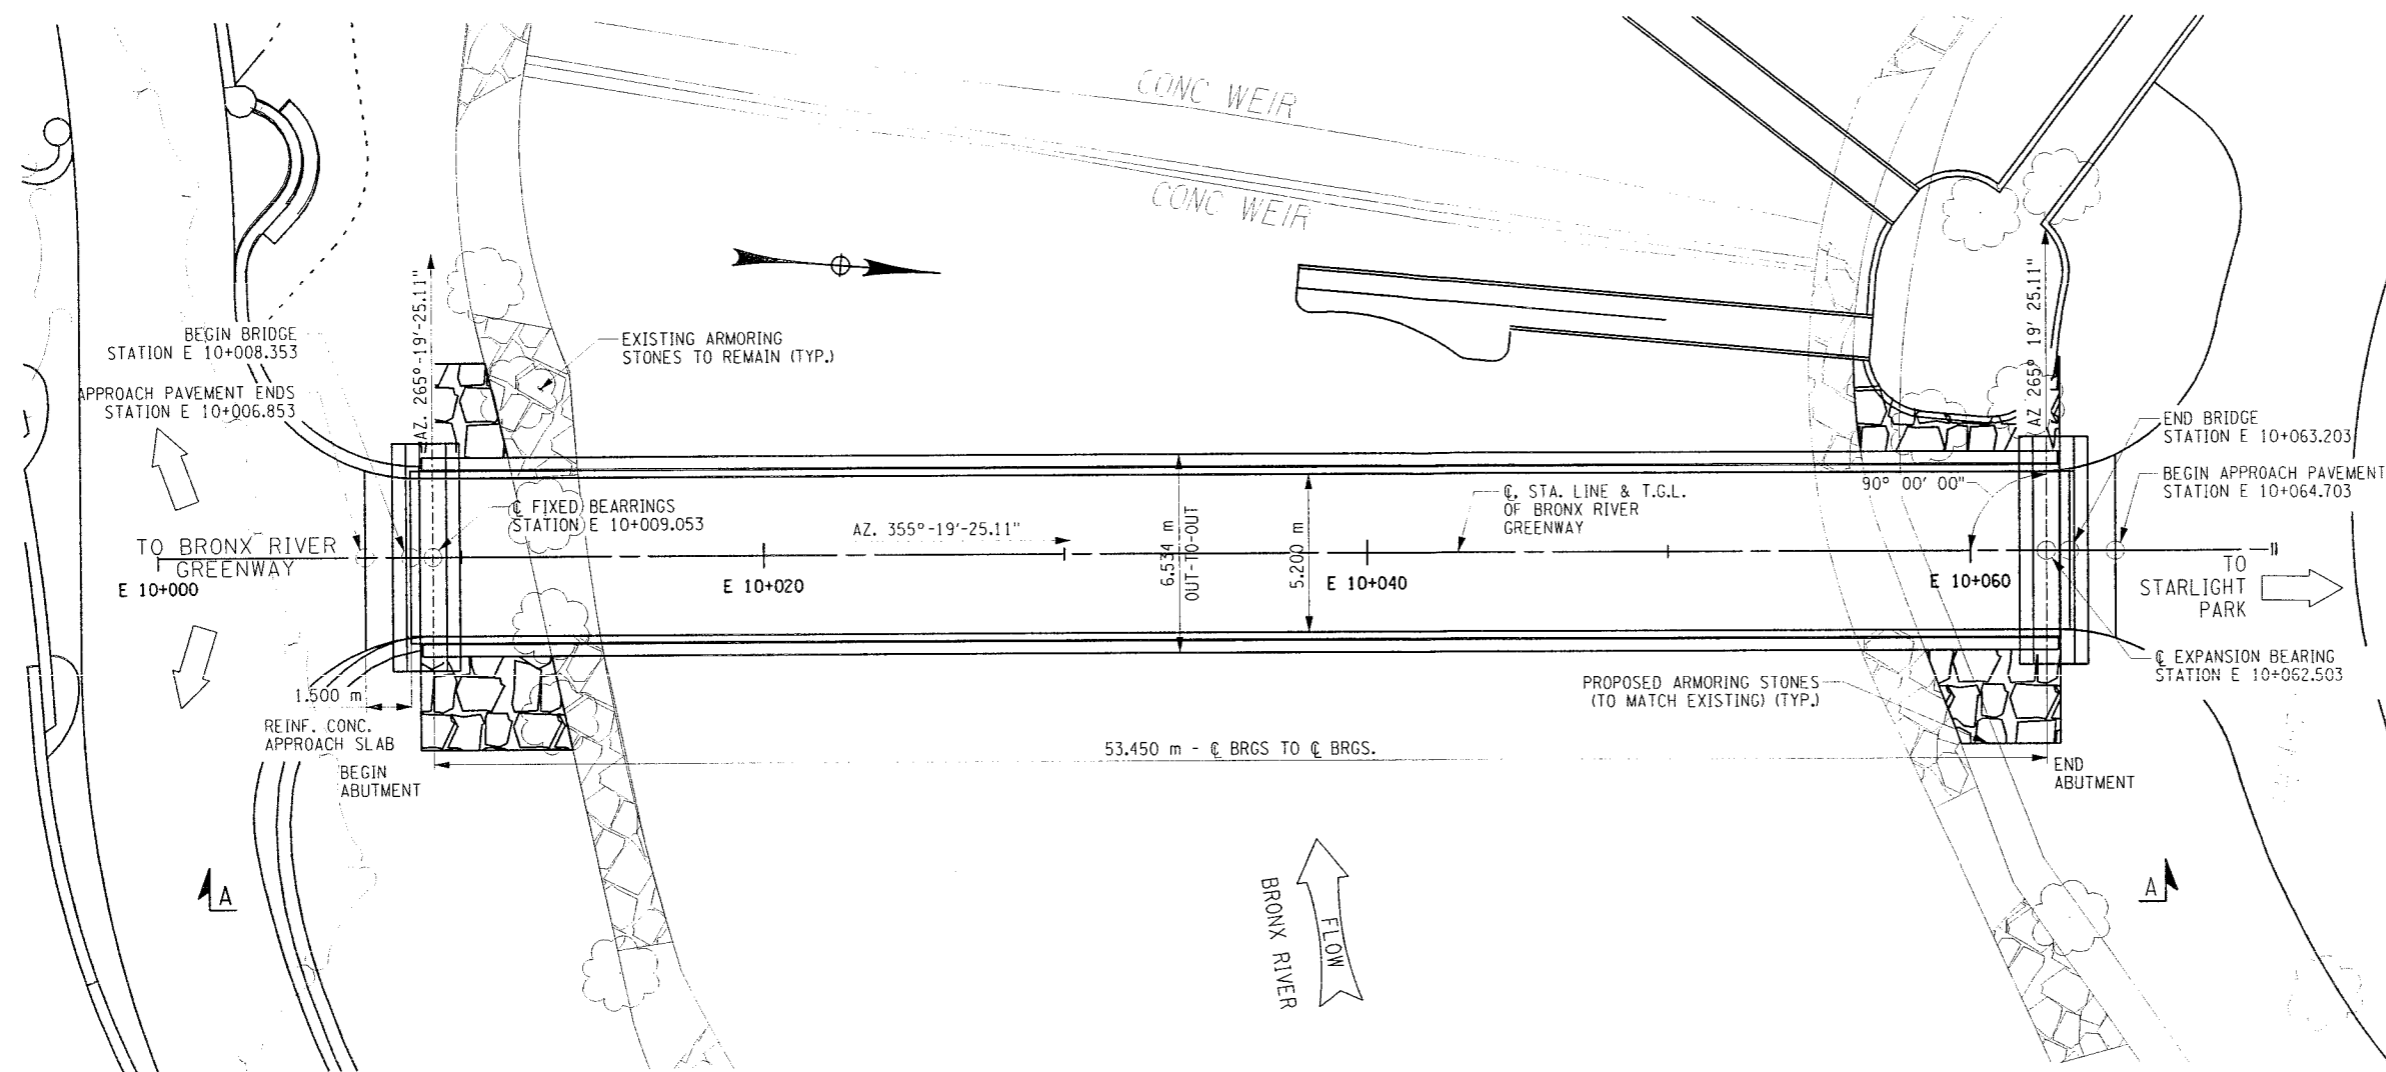 CONC WEIR
CONC WEIR
AZ. 265°-19'-25.11"
AZ 265° 19' 25.11"
BEGIN BRIDGE
STATION E 10+008.353
APPROACH PAVEMENT ENDS
STATION E 10+006.853
EXISTING ARMORING
STONES TO REMAIN (TYP.)
END BRIDGE
STATION E 10+063.203
BEGIN APPROACH PAVEMENT
STATION E 10+064.703
℄ FIXED BEARRINGS
STATION E 10+009.053
AZ. 355°-19'-25.11"
6.534 m
OUT-TO-OUT
5.200 m
℄, STA. LINE & T.G.L.
OF BRONX RIVER
GREENWAY
90° 00' 00"
TO BRONX RIVER
GREENWAY
E 10+000
E 10+020
E 10+040
E 10+060
TO
STARLIGHT
PARK
℄ EXPANSION BEARING
STATION E 10+062.503
1.500 m
REINF. CONC.
APPROACH SLAB
PROPOSED ARMORING STONES
(TO MATCH EXISTING) (TYP.)
53.450 m - ℄ BRGS TO ℄ BRGS.
BEGIN
ABUTMENT
END
ABUTMENT
A
A
BRONX RIVER
FLOW